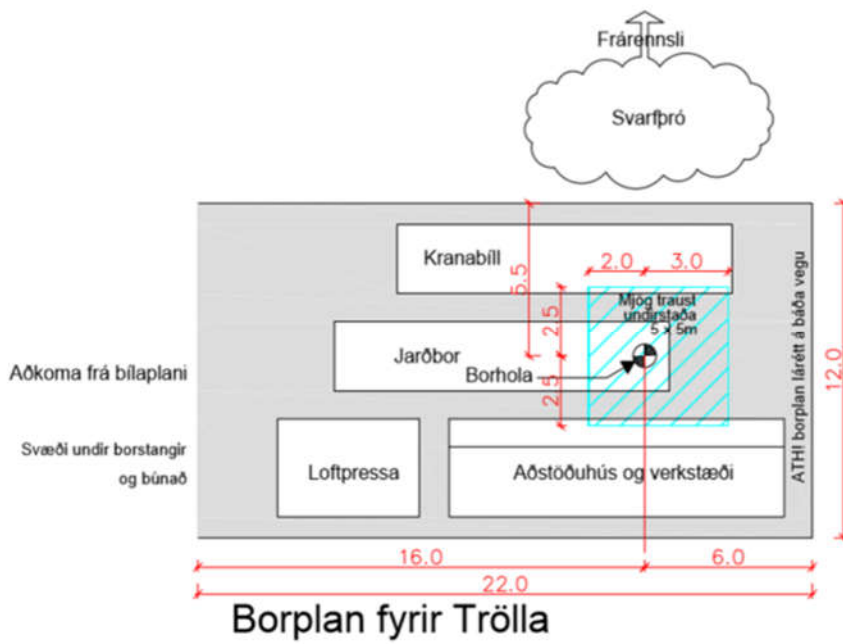 Frárennsli
Svarfþró
Kranabíll
2.0
3.0
5.5
2.5
Mjög traust
undirstaða
5 x 5m
Jarðbor
Borhola
2.5
Aðkoma frá bílaplani
Svæði undir borstangir
og búnað
Loftpressa
Aðstöðuhús og verkstæði
ATH! borplan lárétt á báða vegu
12.0
16.0
6.0
22.0
Borplan fyrir Trölla